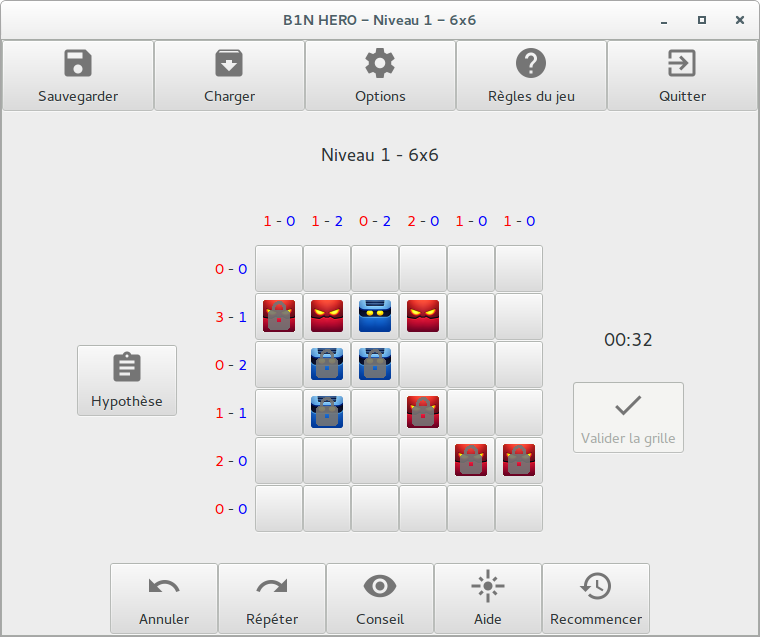 B1N HERO – Niveau 1 – 6x6
Sauvegarder Charger Options Règles du jeu Quitter
Niveau 1 - 6x6
1 - 0 1 - 2 0 - 2 2 - 0 1 - 0 1 - 0
0 - 0
3 - 1
0 - 2
1 - 1
2 - 0
0 - 0
00:32
Hypothèse
Valider la grille
Annuler Répéter Conseil Aide Recommencer